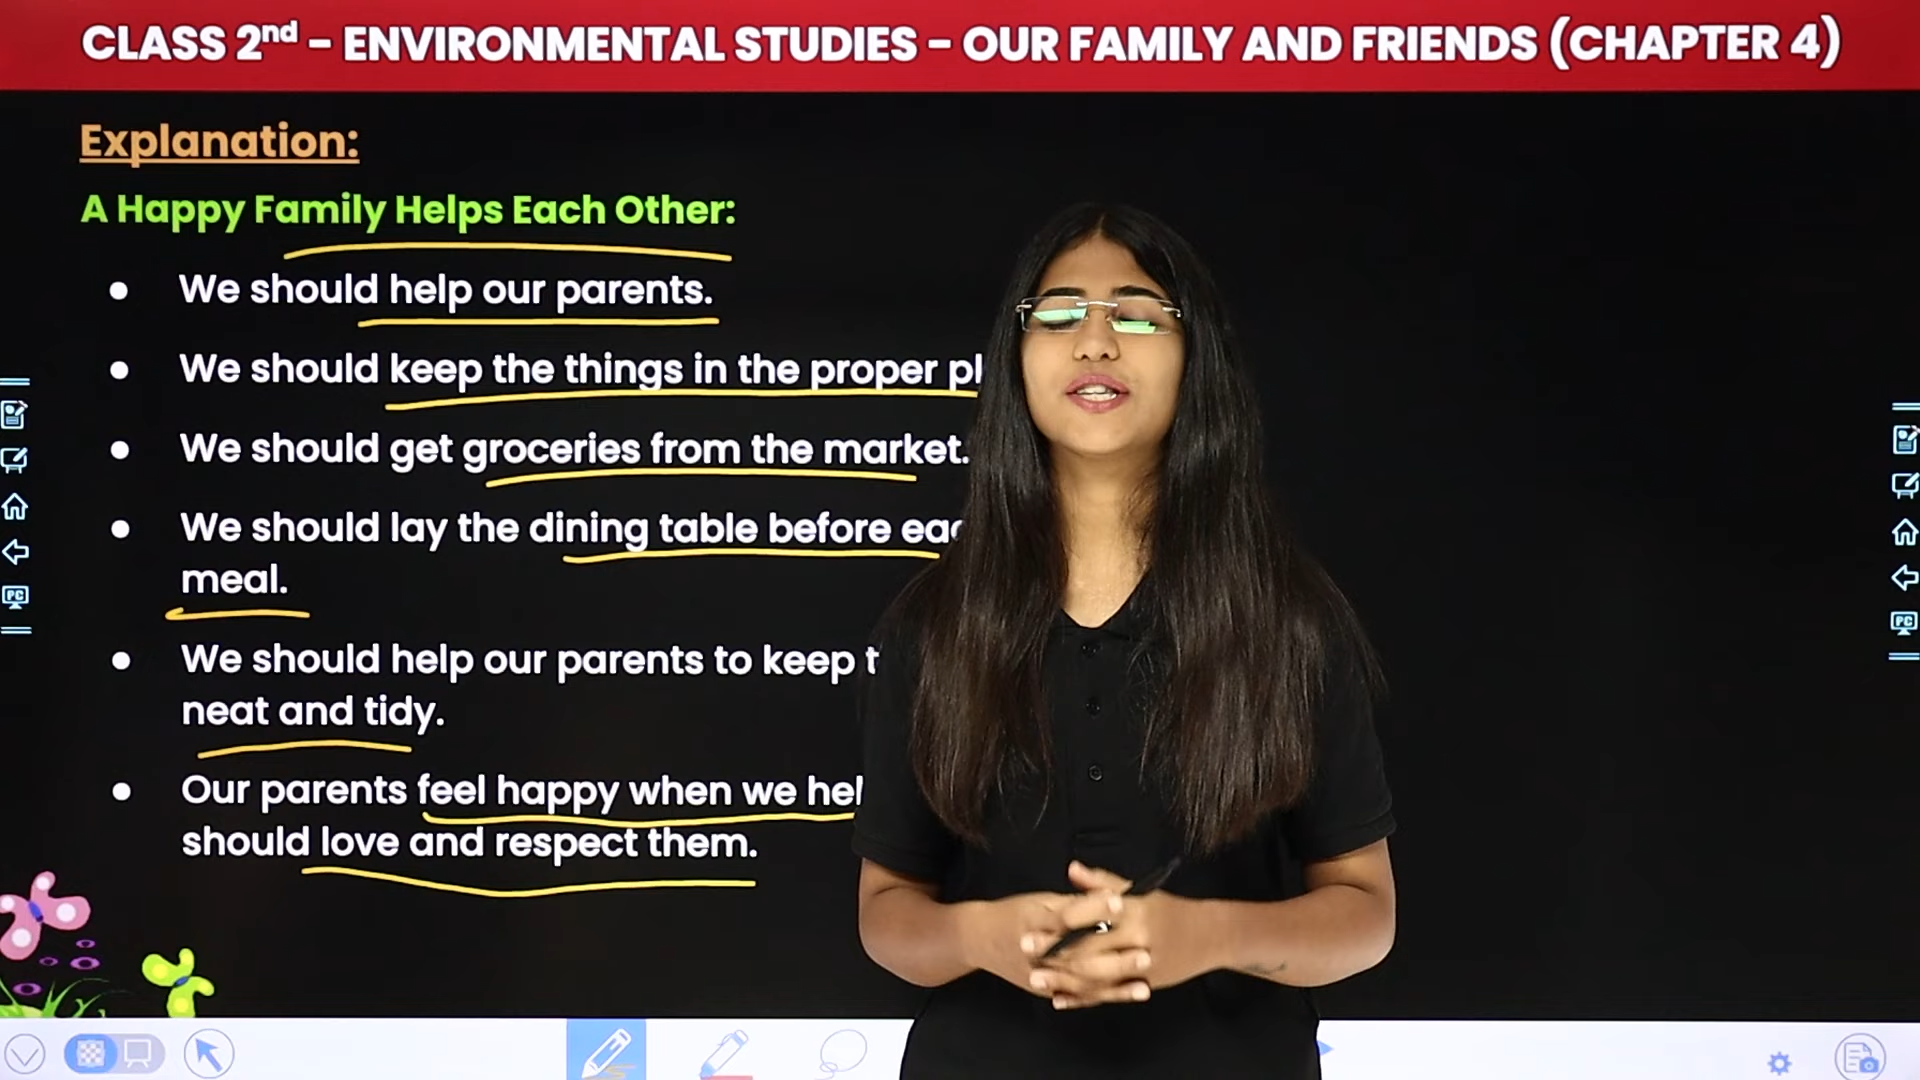 CLASS 2nd - ENVIRONMENTAL STUDIES - OUR FAMILY AND FRIENDS (CHAPTER 4)
Explanation:
A Happy Family Helps Each Other:
• We should help our parents.
• We should keep the things in the proper
• We should get groceries from the market.
• We should lay the dining table before
meal.
• We should help our parents to keep
neat and tidy.
• Our parents feel happy when we
should love and respect them.
PC
PC